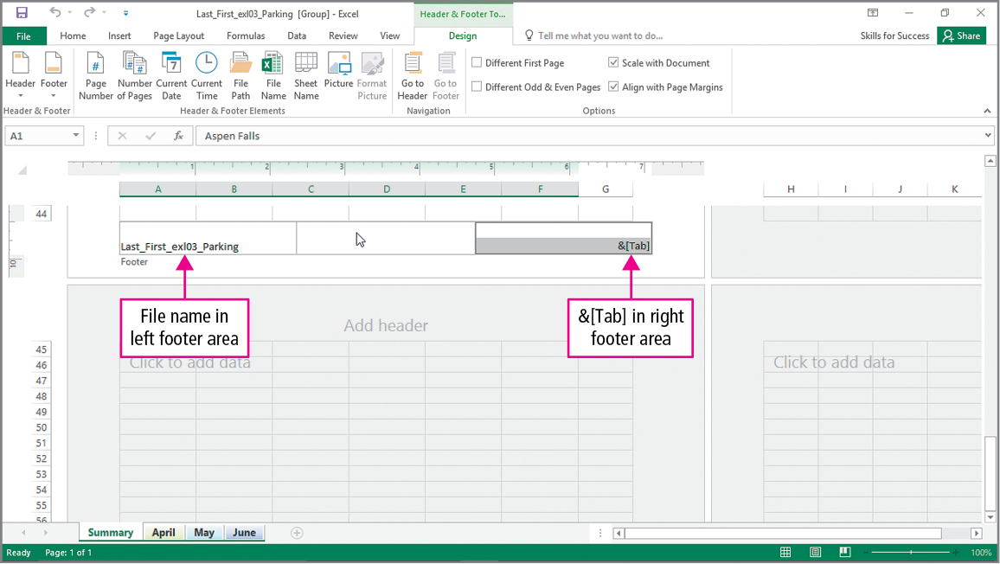 Last_First_exl03_Parking [Group] - Excel
Header & Footer To...
File Home Insert Page Layout Formulas Data Review View Design Tell me what you want to do... Skills for Success Share
Header Footer Page Number Number of Pages Current Date Current Time File Path File Name Sheet Name Picture Format Picture Go to Header Go to Footer
Different First Page Scale with Document
Different Odd & Even Pages Align with Page Margins
Header & Footer Header & Footer Elements Navigation Options
A1 fx Aspen Falls
1 2 3 4 5 6 7
A B C D E F G H I J K
44
Last_First_exl03_Parking &[Tab]
Footer
10
File name in
left footer area
&[Tab] in right
footer area
Add header
45
46
Click to add data Click to add data
47
48
49
50
51
52
53
54
55
56
Summary April May June
Ready Page: 1 of 1 100%